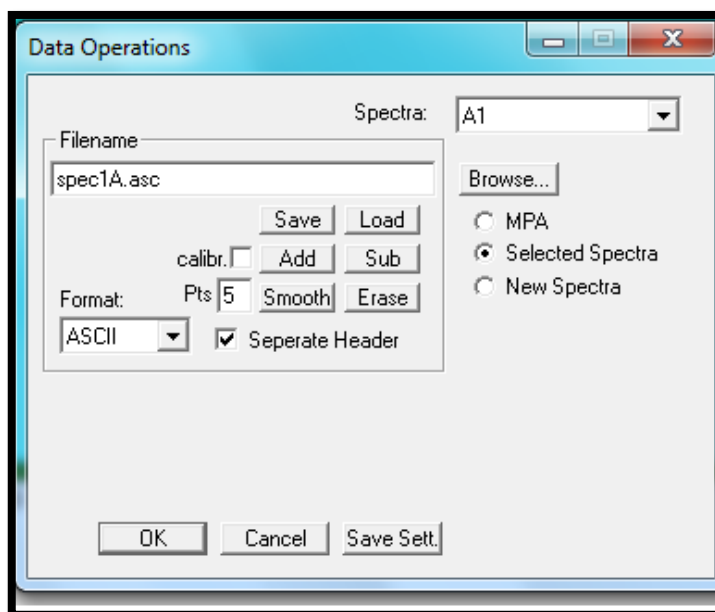 Data Operations
Spectra: A1
Filename
spec1A.asc
Browse...
Save Load
MPA
calibr. Add Sub
Selected Spectra
Format: Pts 5 Smooth Erase
New Spectra
ASCII Seperate Header
OK Cancel Save Sett.